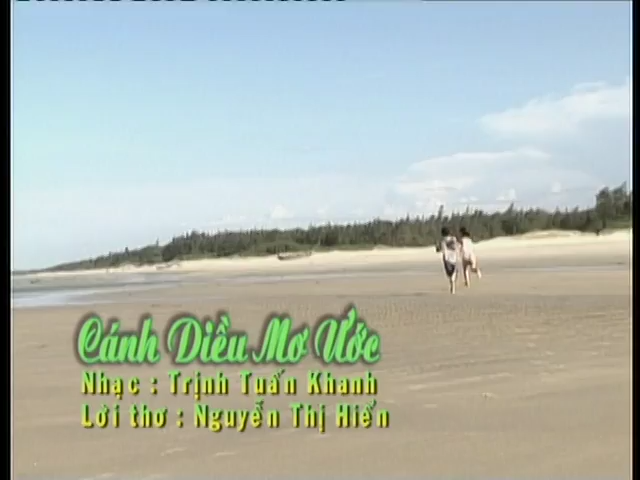 Cánh Diều Mơ Ước
Nhạc : Trịnh Tuấn Khanh
Lời thơ : Nguyễn Thị Hiền